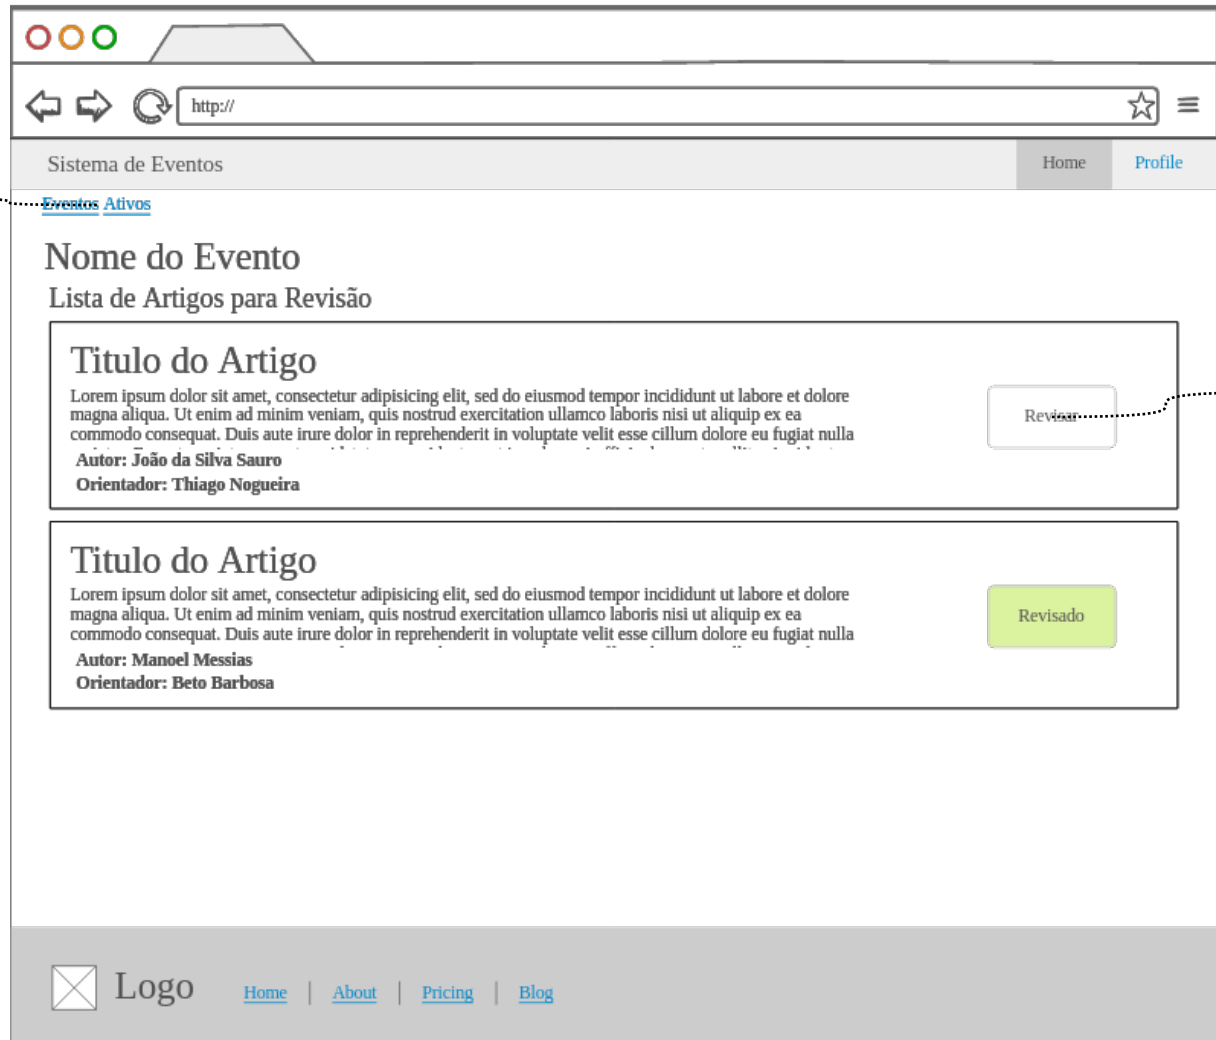 http://
Sistema de Eventos
Home
Profile
Eventos Ativos
Nome do Evento
Lista de Artigos para Revisão
Titulo do Artigo
Lorem ipsum dolor sit amet, consectetur adipisicing elit, sed do eiusmod tempor incididunt ut labore et dolore
magna aliqua. Ut enim ad minim veniam, quis nostrud exercitation ullamco laboris nisi ut aliquip ex ea
commodo consequat. Duis aute irure dolor in reprehenderit in voluptate velit esse cillum dolore eu fugiat nulla
Autor: João da Silva Sauro
Orientador: Thiago Nogueira
Revisar
Titulo do Artigo
Lorem ipsum dolor sit amet, consectetur adipisicing elit, sed do eiusmod tempor incididunt ut labore et dolore
magna aliqua. Ut enim ad minim veniam, quis nostrud exercitation ullamco laboris nisi ut aliquip ex ea
commodo consequat. Duis aute irure dolor in reprehenderit in voluptate velit esse cillum dolore eu fugiat nulla
Autor: Manoel Messias
Orientador: Beto Barbosa
Revisado
Logo
Home | About | Pricing | Blog